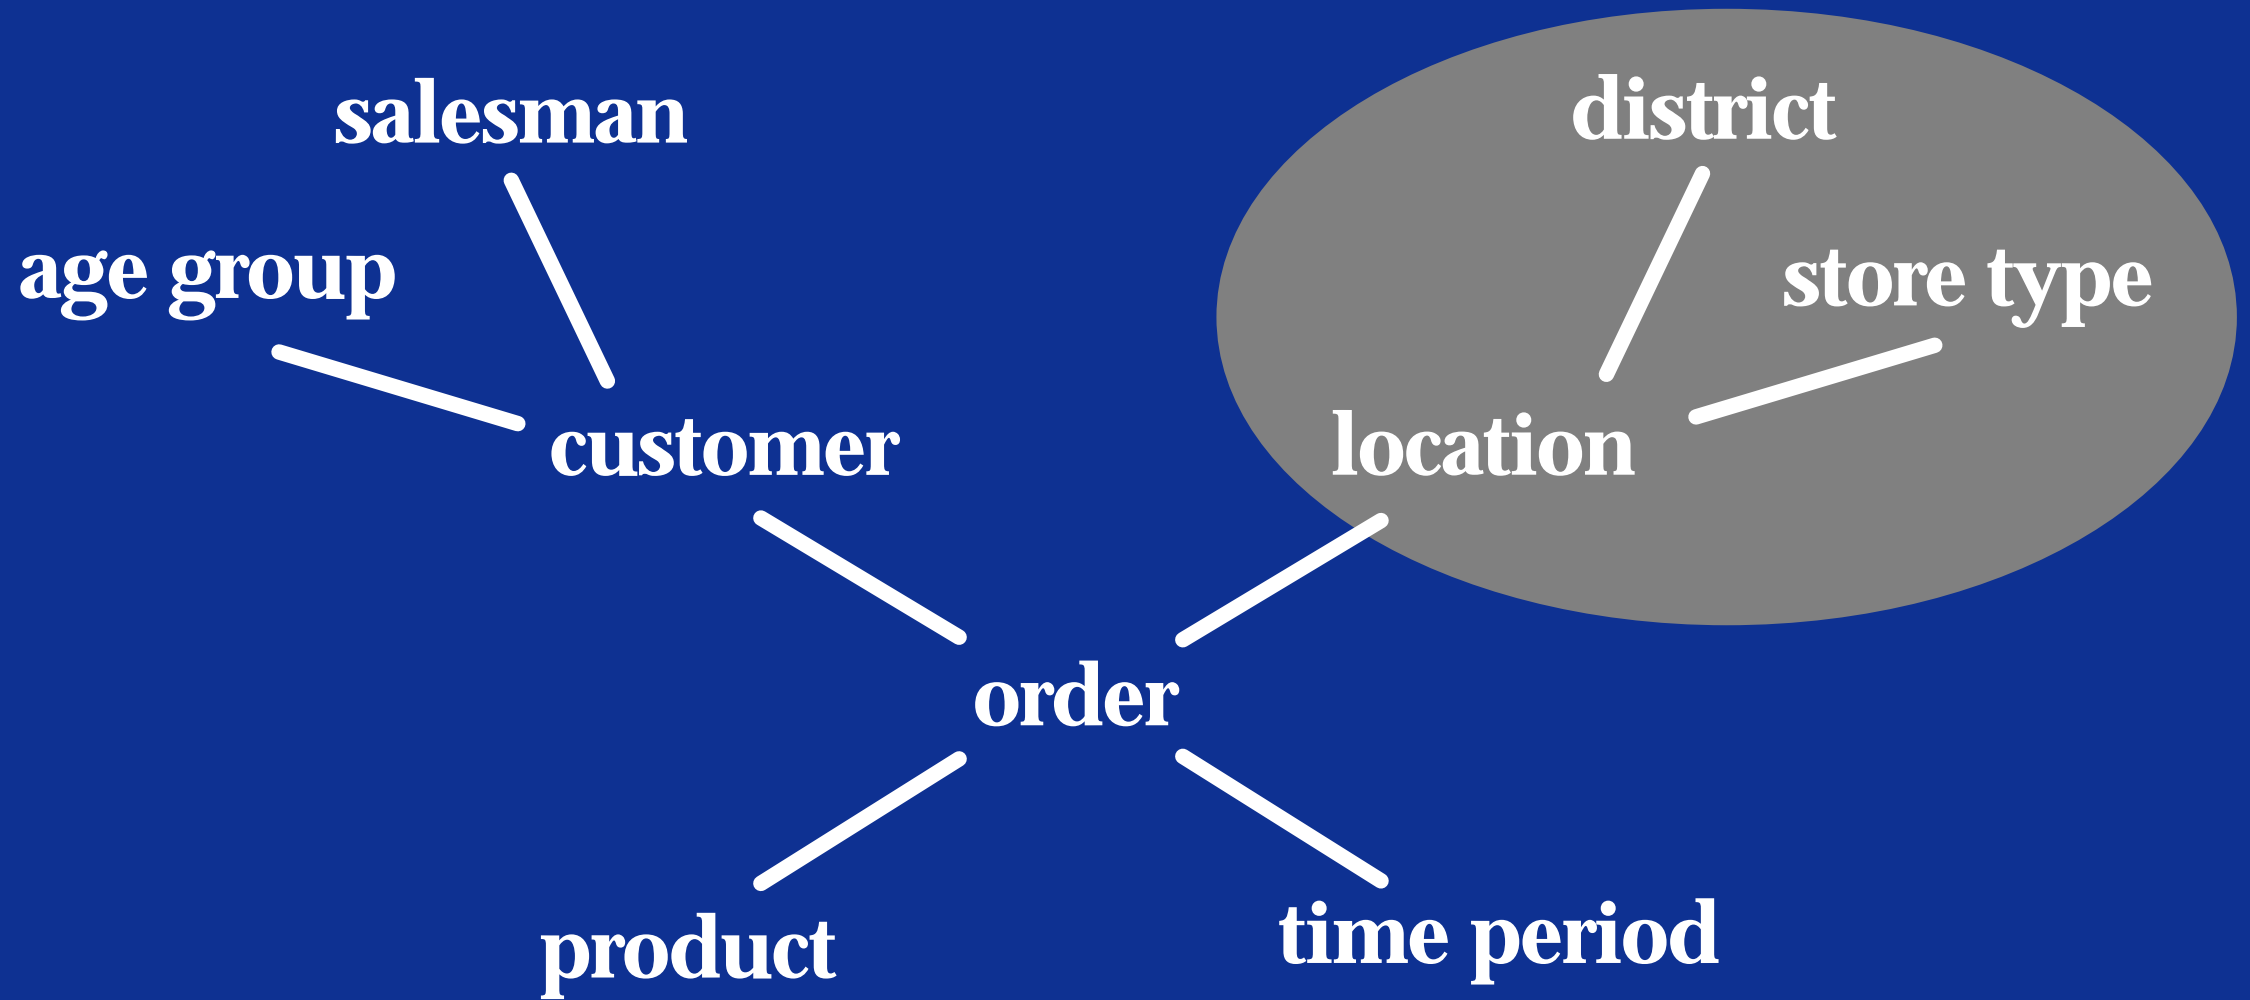 salesman
district
age group
store type
customer
location
order
product
time period